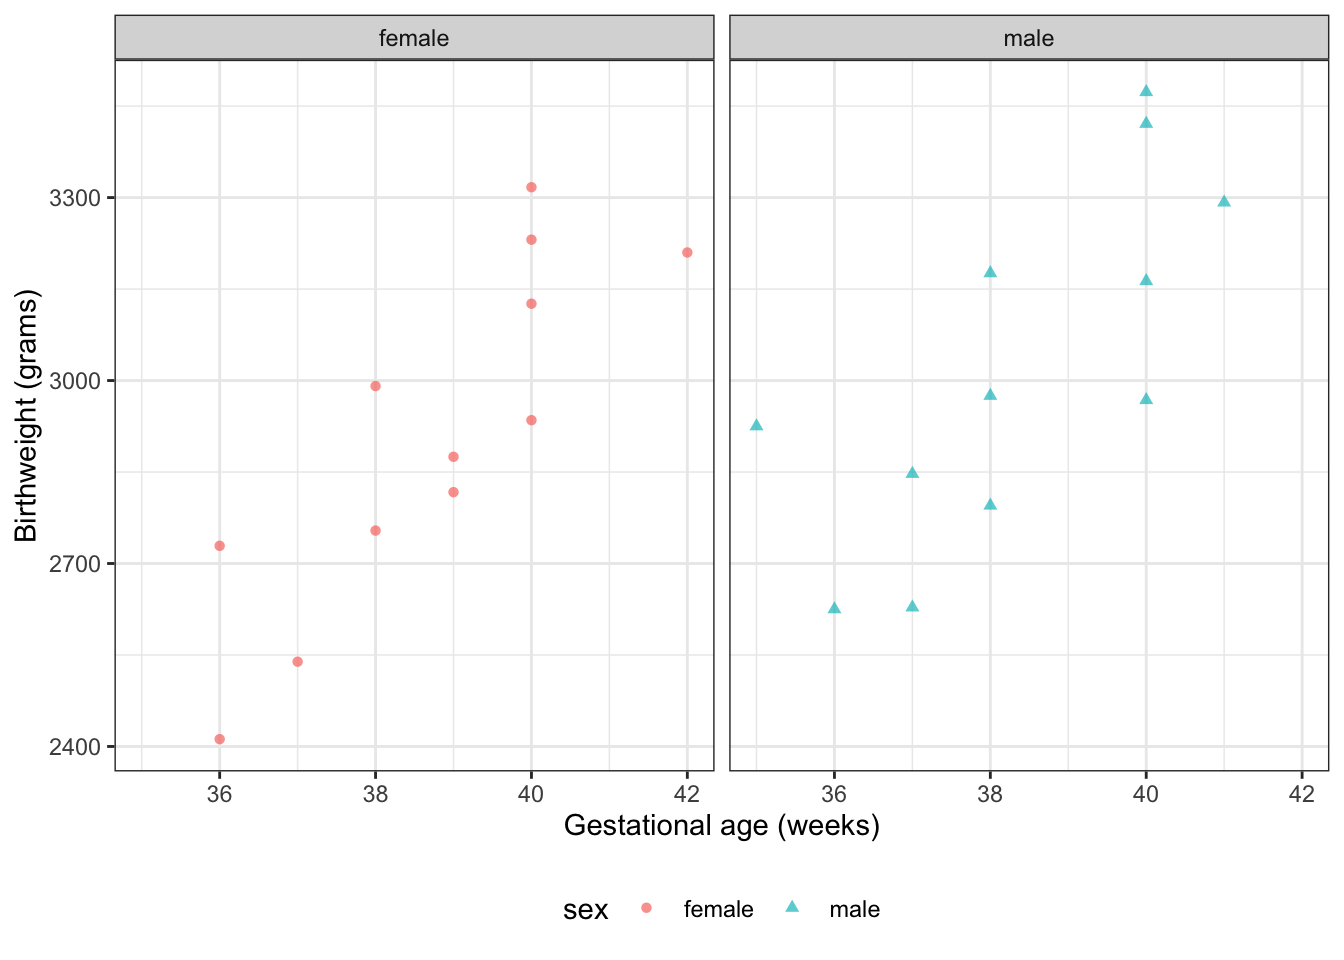 female male
3300
3000
2700
2400
Birthweight (grams)
36 38 40 42 36 38 40 42
Gestational age (weeks)
sex female male